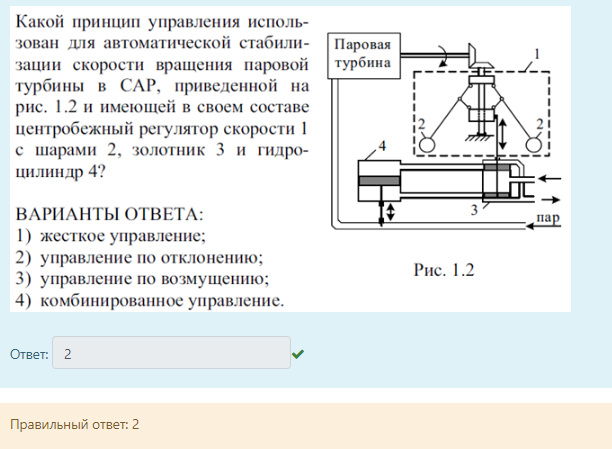 Какой принцип управления исполь-
зован для автоматической стабили-
зации скорости вращения паровой
турбины в САР, приведенной на
рис. 1.2 и имеющей в своем составе
центробежный регулятор скорости 1
с шарами 2, золотник 3 и гидро-
цилиндр 4?
ВАРИАНТЫ ОТВЕТА:
1) жесткое управление;
2) управление по отклонению;
3) управление по возмущению;
4) комбинированное управление.
Паровая
турбина
1
2
2
4
3
пар
Рис. 1.2
Ответ: 2
Правильный ответ: 2